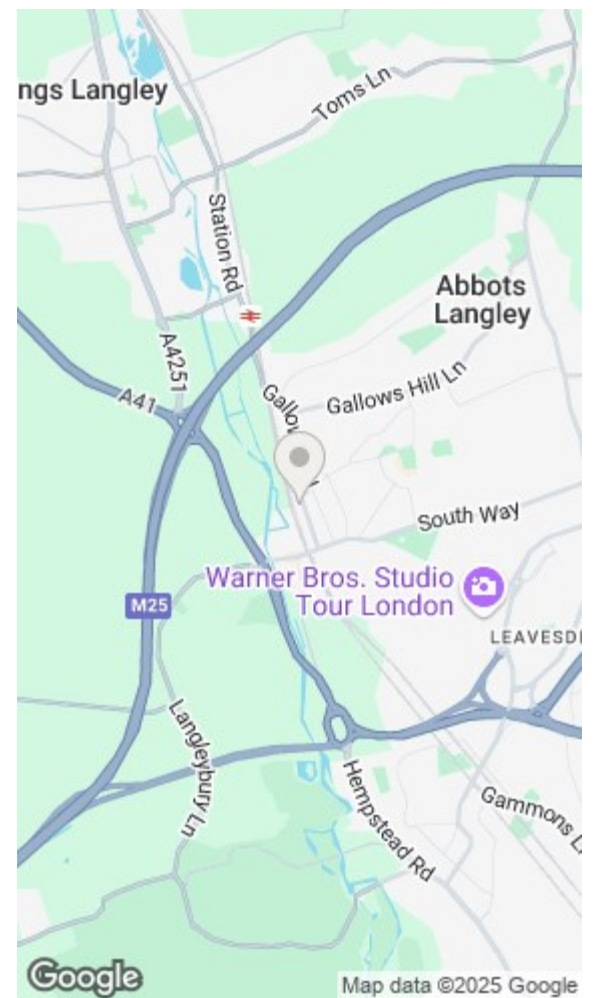 ngs Langley
Toms Ln
Station Rd
Abbots
Langley
A4251
A41
Gallows Hill Ln
Gallo
South Way
Warner Bros. Studio
Tour London
M25
LEAVESD
Langleybury Ln
Hempstead Rd
Gammons L
Google
Map data ©2025 Google